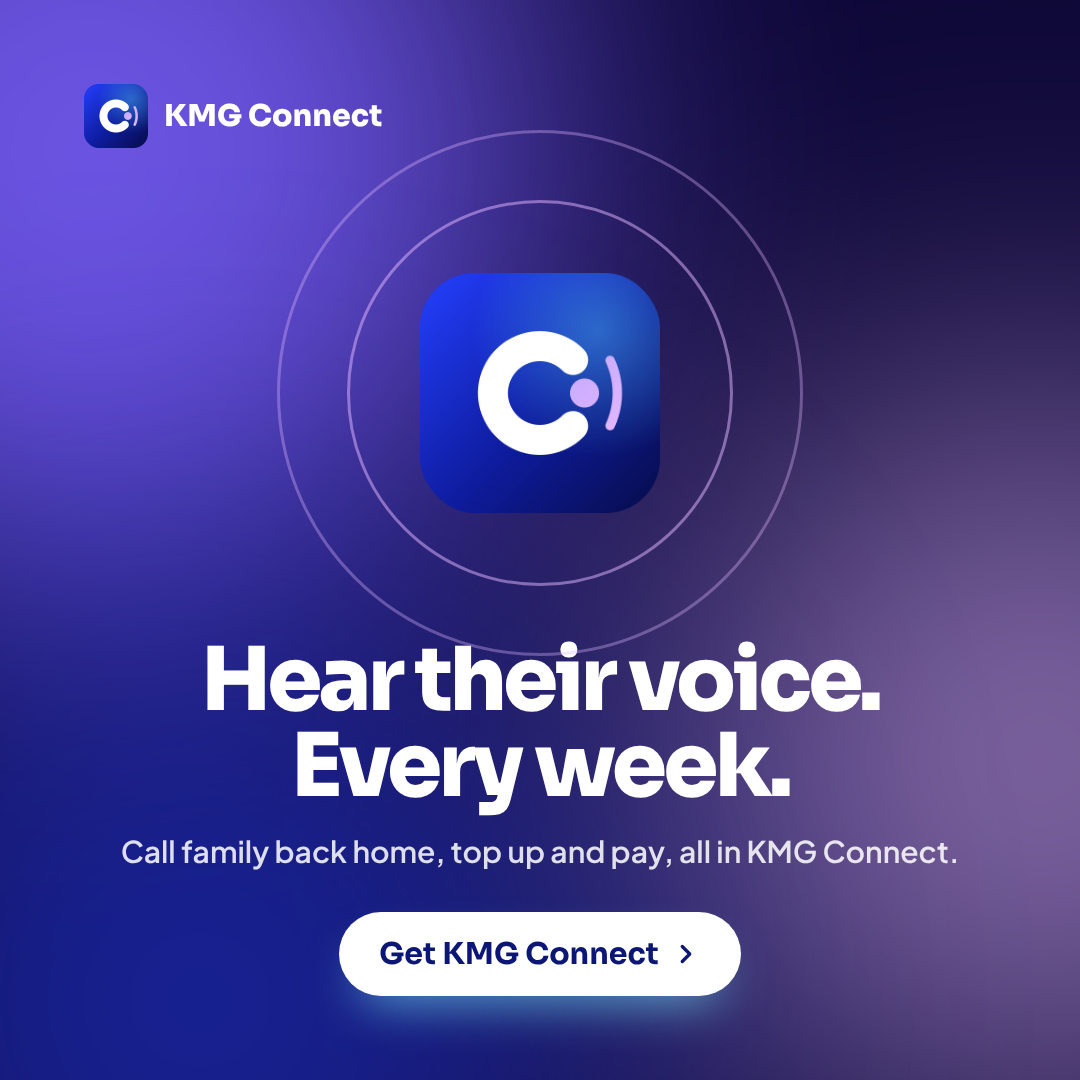 KMG Connect
Hear their voice.
Every week.
Call family back home, top up and pay, all in KMG Connect.
Get KMG Connect